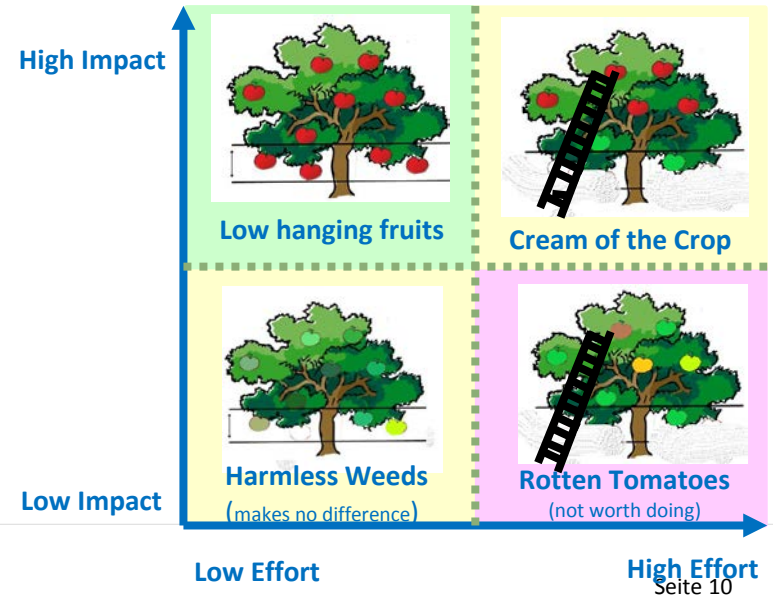 High Impact
Low hanging fruits
Cream of the Crop
Harmless Weeds
(makes no difference)
Rotten Tomatoes
(not worth doing)
Low Impact
Low Effort
High Effort
Seite 10